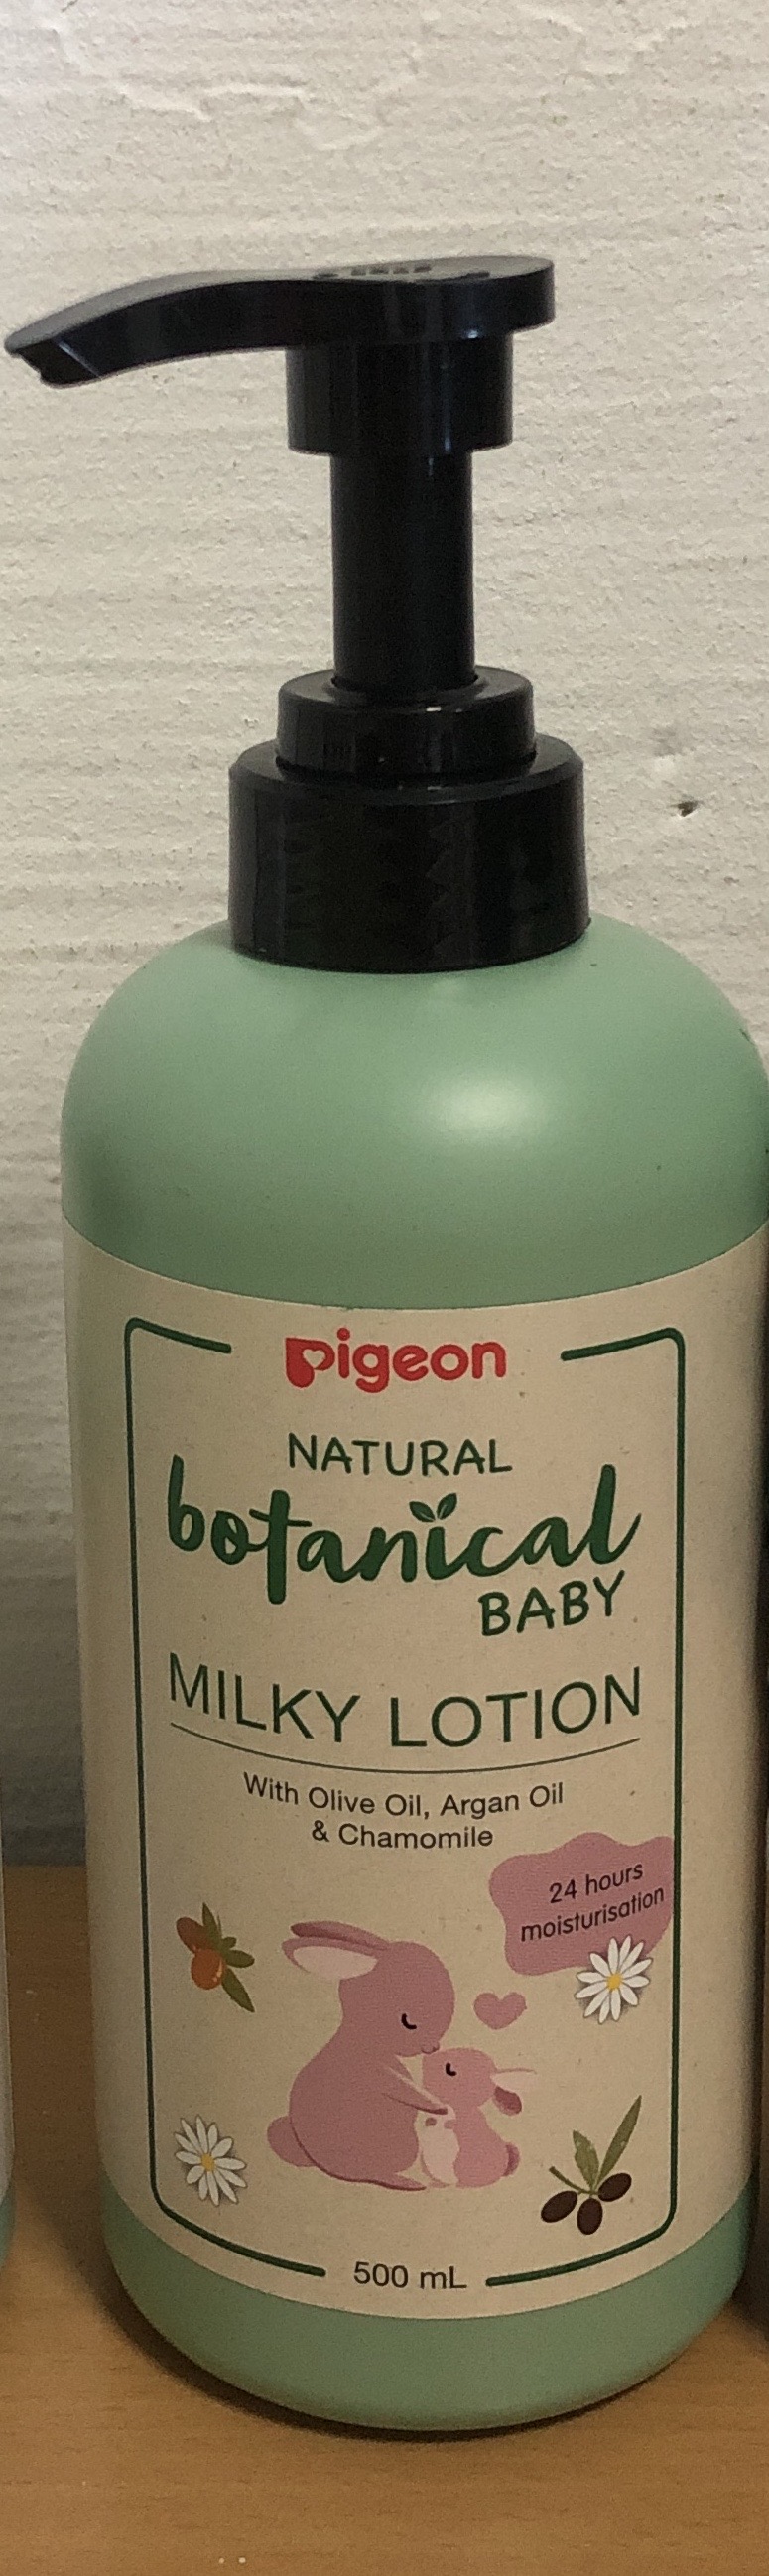 pigeon
NATURAL
botanical
BABY
MILKY LOTION
With Olive Oil, Argan Oil
& Chamomile
24 hours
moisturisation
500 mL